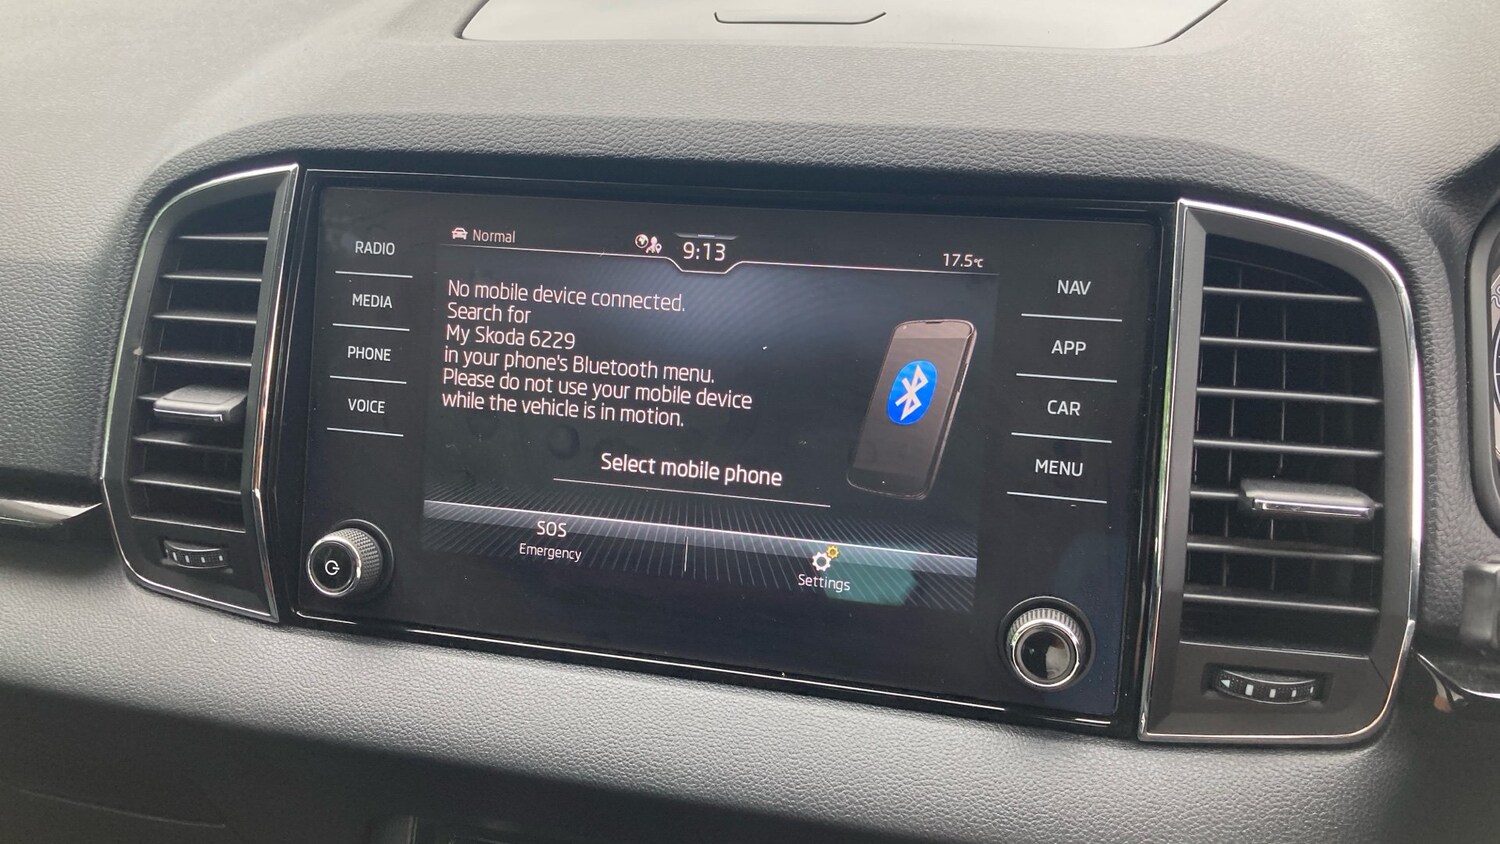 Normal
9:13
17.5°C
RADIO
MEDIA
PHONE
VOICE
No mobile device connected.
Search for
My Skoda 6229
in your phone's Bluetooth menu.
Please do not use your mobile device
while the vehicle is in motion.
Select mobile phone
SOS
Emergency
Settings
NAV
APP
CAR
MENU